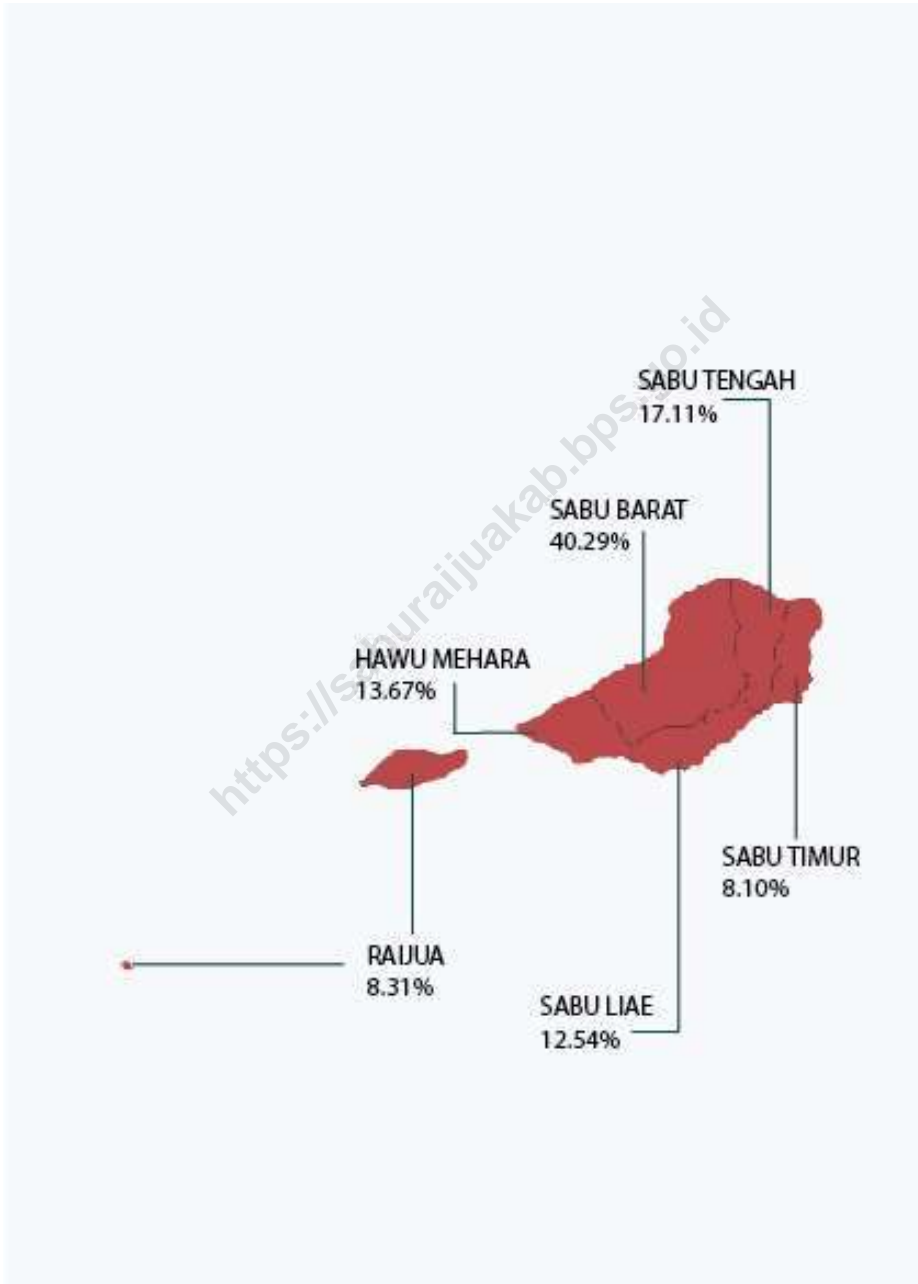 SABU TENGAH
17.11%
SABU BARAT
40.29%
HAWU MEHARA
13.67%
SABU TIMUR
8.10%
RAIJUA
8.31%
SABU LIAE
12.54%
https://saburaijuakab.bps.go.id